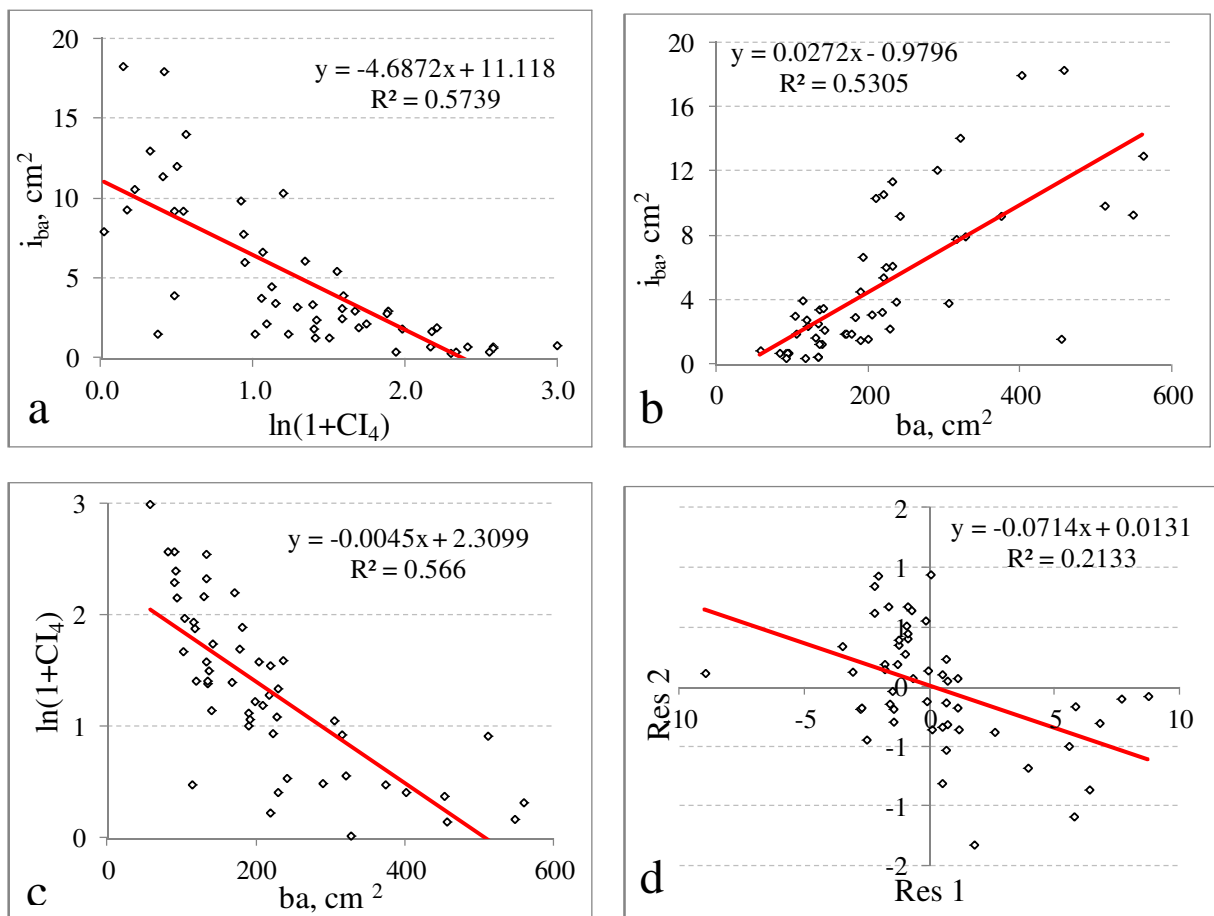 20
15
10
5
0
i_ba, cm²
y = -4.6872x + 11.118
R² = 0.5739
0.0 1.0 2.0 3.0
ln(1+CI₄)
a
20
16
12
8
4
0
i_ba, cm²
y = 0.0272x - 0.9796
R² = 0.5305
0 200 400 600
ba, cm²
b
3
2
1
0
ln(1+CI₄)
y = -0.0045x + 2.3099
R² = 0.566
0 200 400 600
ba, cm ²
c
2
1
1
0
-1
-1
-2
Res 2
y = -0.0714x + 0.0131
R² = 0.2133
-10 -5 0 5 10
Res 1
d